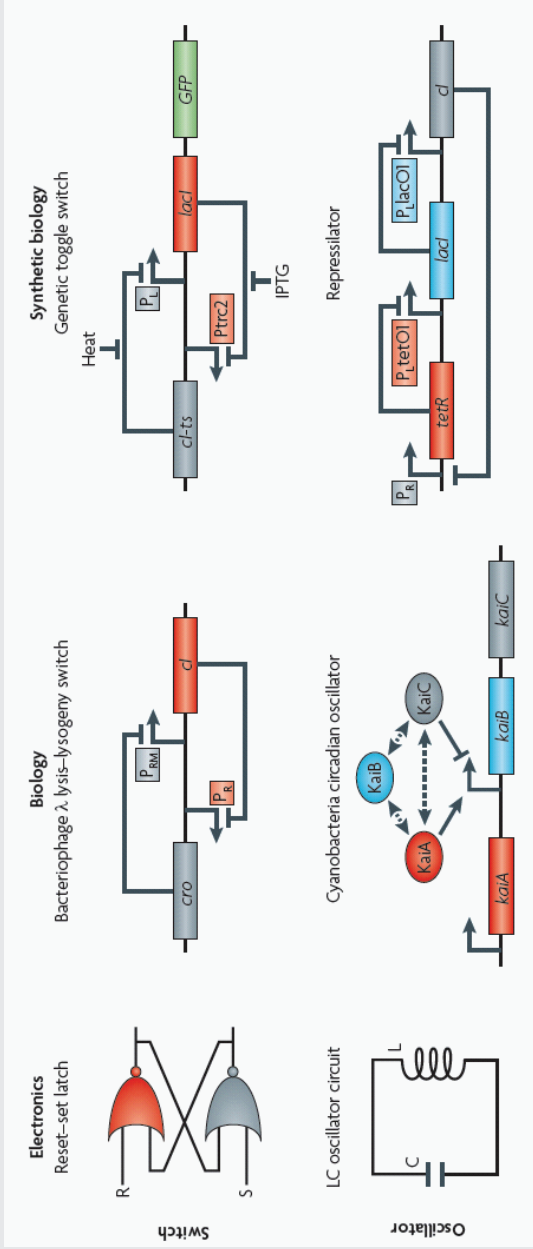 Electronics
Reset–set latch
Biology
Bacteriophage λ lysis–lysogeny switch
Synthetic biology
Genetic toggle switch
Switch
R
S
cro
PRM
PR
cI
Heat
cI-ts
PL
Ptrc2
lacI
GFP
IPTG
Oscillator
LC oscillator circuit
C
L
Cyanobacteria circadian oscillator
KaiB
KaiA
KaiC
kaiA
kaiB
kaiC
Repressilator
PR
tetR
PLtetO1
lacI
PLlacO1
cI